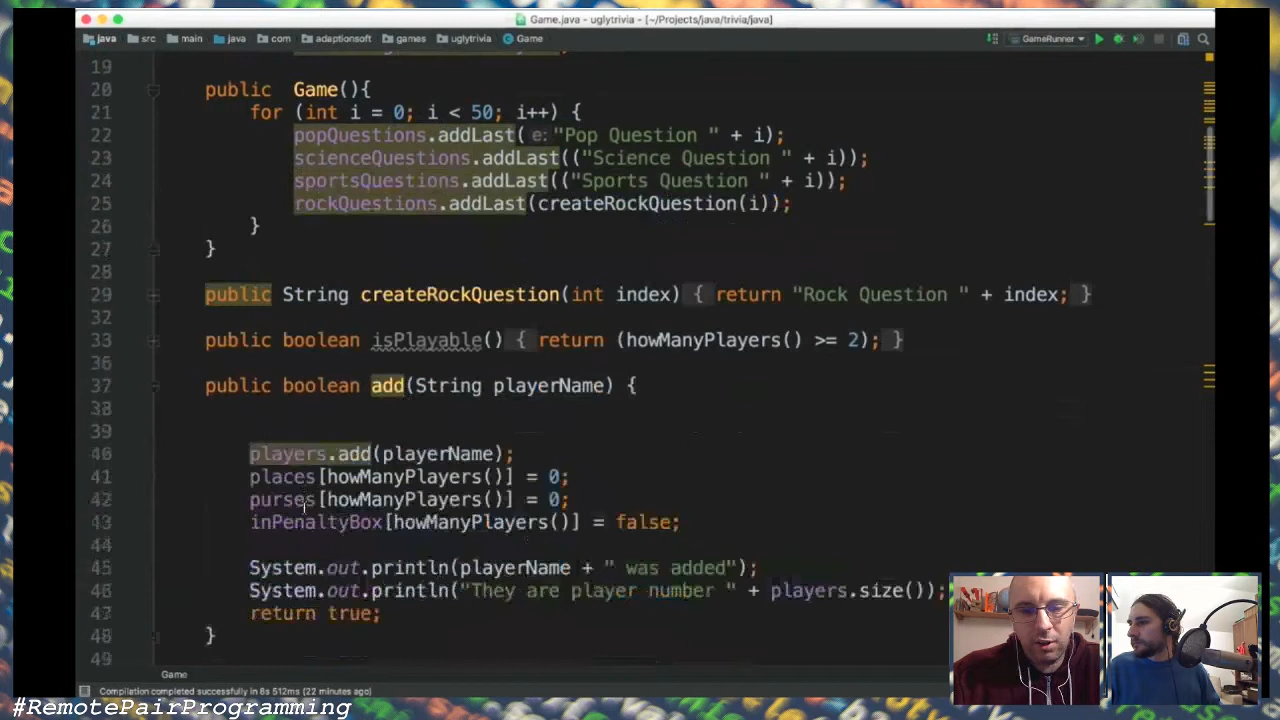 Game.java - uglytrivia - [~/Projects/java/trivia/java]
java src main java com adaptionsoft games uglytrivia Game GameRunner
19
20 public Game(){
21 for (int i = 0; i < 50; i++) {
22 popQuestions.addLast( e: "Pop Question " + i);
23 scienceQuestions.addLast(("Science Question " + i));
24 sportsQuestions.addLast(("Sports Question " + i));
25 rockQuestions.addLast(createRockQuestion(i));
26 }
27 }
28
29 public String createRockQuestion(int index) { return "Rock Question " + index; }
32
33 public boolean isPlayable() { return (howManyPlayers() >= 2); }
36
37 public boolean add(String playerName) {
38
39
40 players.add(playerName);
41 places[howManyPlayers()] = 0;
42 purses[howManyPlayers()] = 0;
43 inPenaltyBox[howManyPlayers()] = false;
44
45 System.out.println(playerName + " was added");
46 System.out.println("They are player number " + players.size());
47 return true;
48 }
49
Game
Compilation completed successfully in 8s 512ms (22 minutes ago)
#RemotePairProgramming